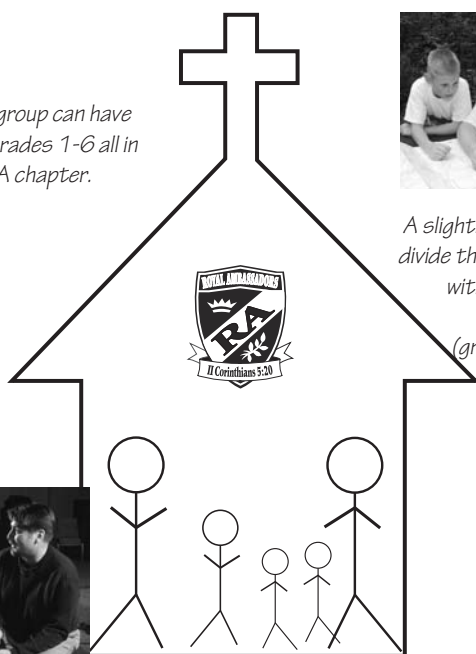 group can have
rades 1-6 all in
A chapter.
A slight
divide th
with
(gr
ROYAL AMBASSADORS
RA
II Corinthians 5:20